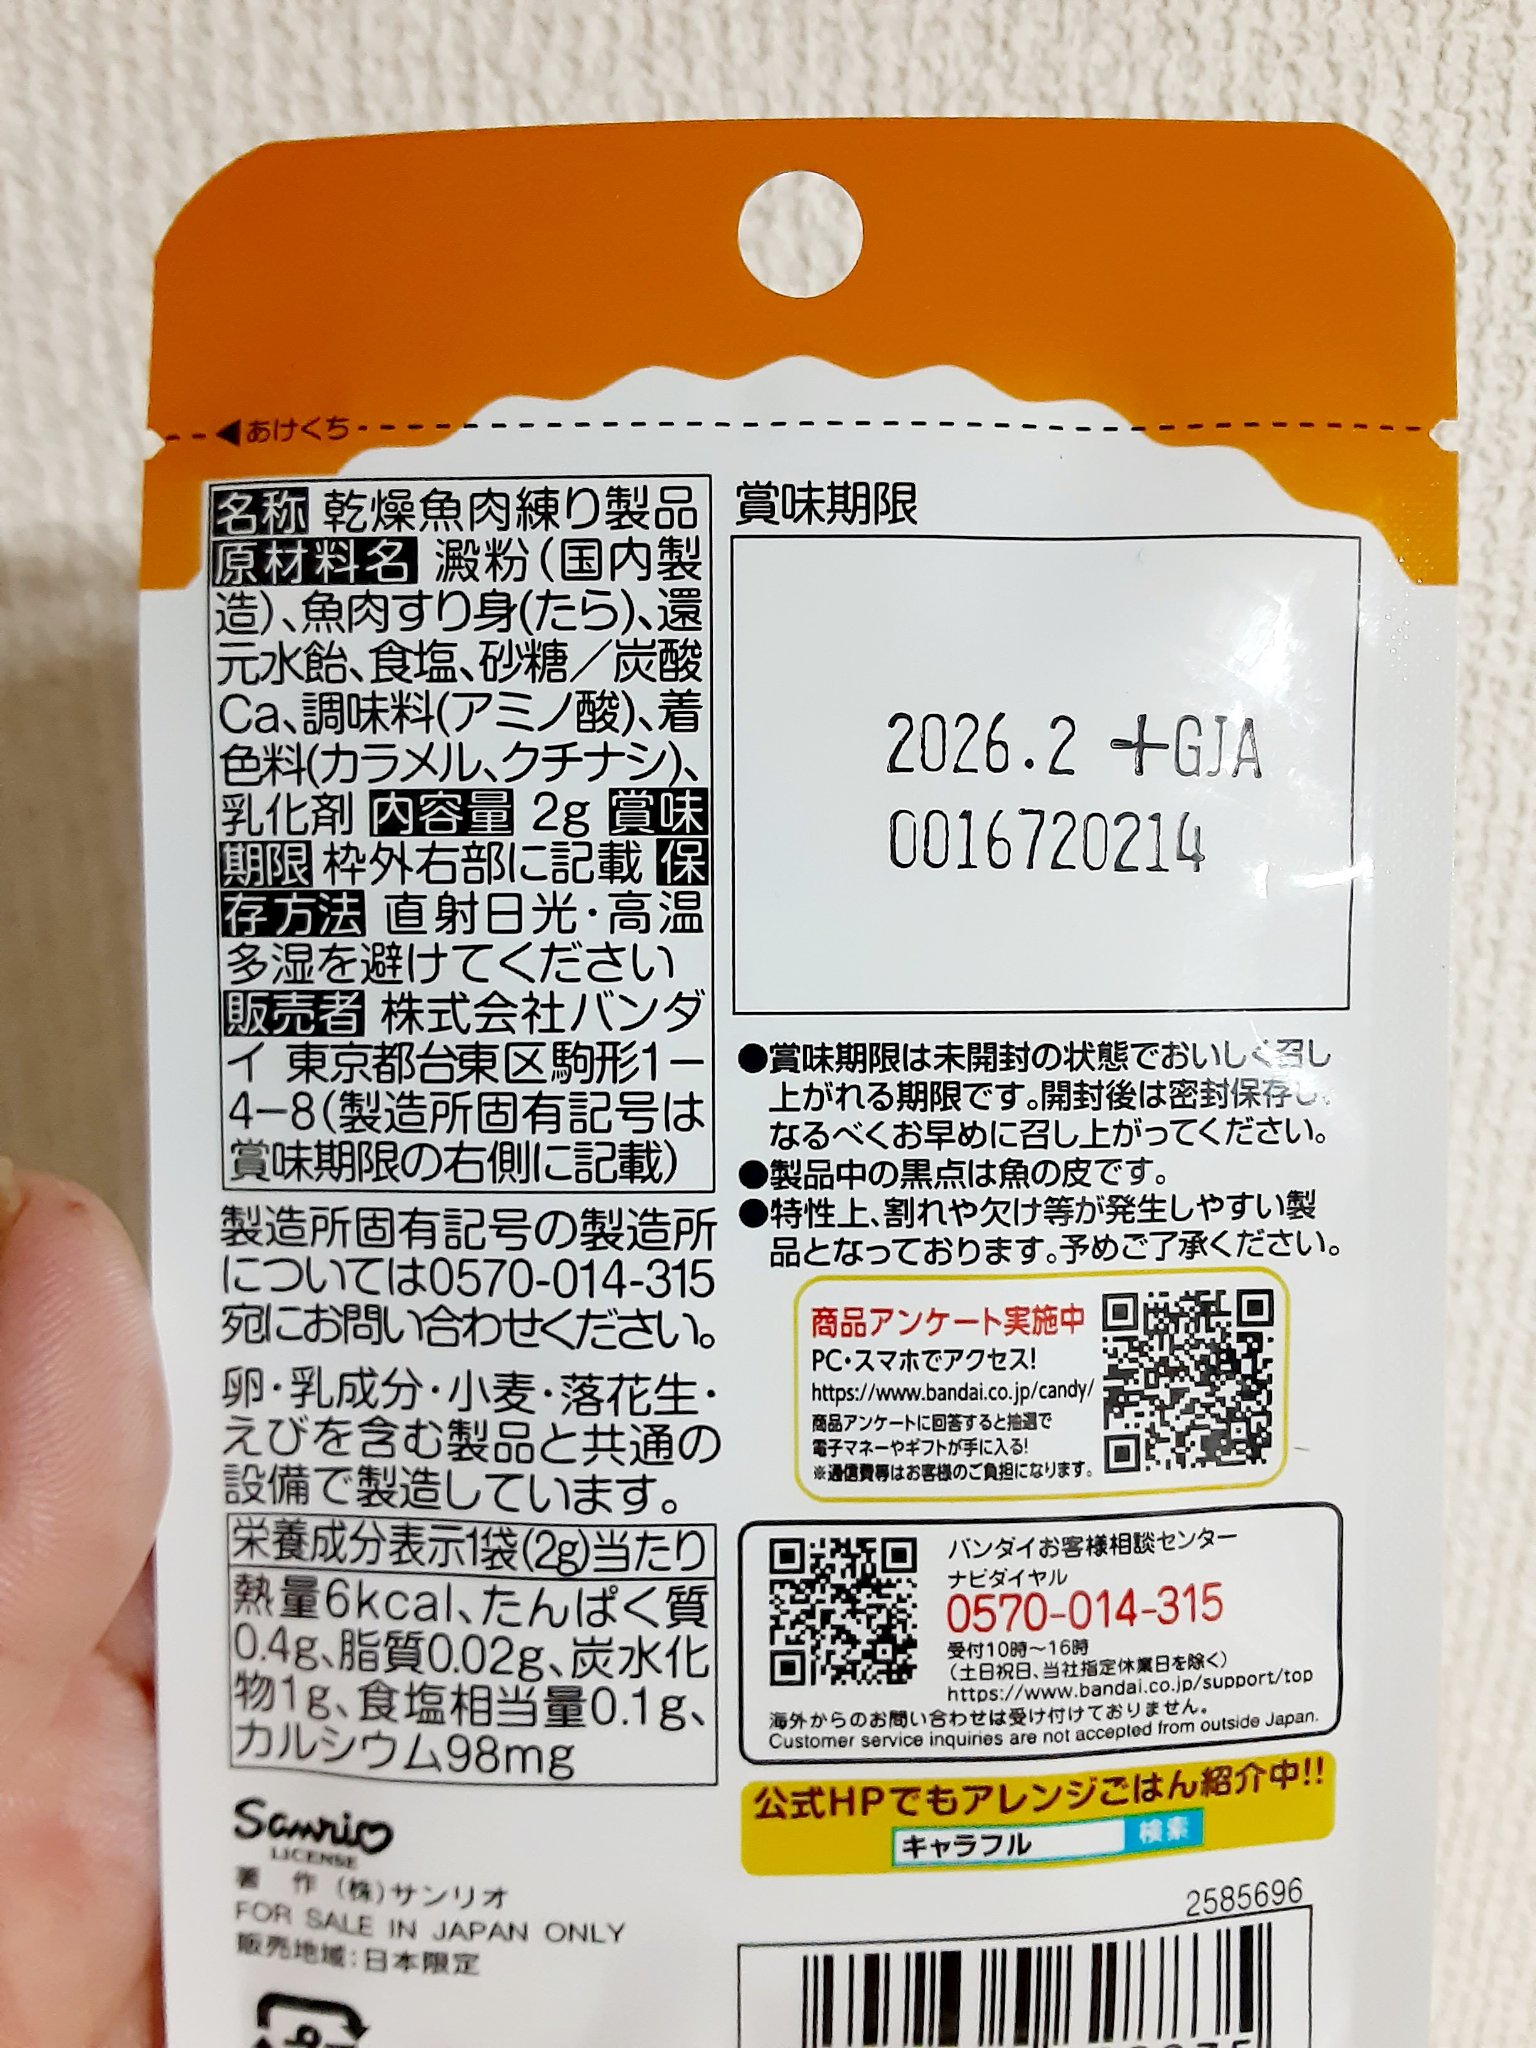 ◀あけくち
名称 乾燥魚肉練り製品
原材料名 澱粉(国内製
造)、魚肉すり身(たら)、還
元水飴、食塩、砂糖／炭酸
Ca、調味料(アミノ酸)、着
色料(カラメル、クチナシ)、
乳化剤 内容量 2g 賞味
期限 枠外右部に記載 保
存方法 直射日光・高温
多湿を避けてください
販売者 株式会社バンダ
イ 東京都台東区駒形1－
4－8(製造所固有記号は
賞味期限の右側に記載)
製造所固有記号の製造所
については0570-014-315
宛にお問い合わせください。
卵・乳成分・小麦・落花生・
えびを含む製品と共通の
設備で製造しています。
栄養成分表示1袋(2g)当たり
熱量6kcal、たんぱく質
0.4g、脂質0.02g、炭水化
物1g、食塩相当量0.1g、
カルシウム98mg
Sanrio
LICENSE
著 作 (株)サンリオ
FOR SALE IN JAPAN ONLY
販売地域:日本限定
賞味期限
2026.2 +GJA
0016720214
●賞味期限は未開封の状態でおいしく召し
上がれる期限です。開封後は密封保存し、
なるべくお早めに召し上がってください。
●製品中の黒点は魚の皮です。
●特性上、割れや欠け等が発生しやすい製
品となっております。予めご了承ください。
商品アンケート実施中
PC・スマホでアクセス!
https://www.bandai.co.jp/candy/
商品アンケートに回答すると抽選で
電子マネーやギフトが手に入る!
※通信費等はお客様のご負担になります。
バンダイお客様相談センター
ナビダイヤル
0570-014-315
受付10時～16時
(土日祝日、当社指定休業日を除く)
https://www.bandai.co.jp/support/top
海外からのお問い合わせは受け付けておりません。
Customer service inquiries are not accepted from outside Japan.
公式HPでもアレンジごはん紹介中!!
キャラフル 検索
2585696